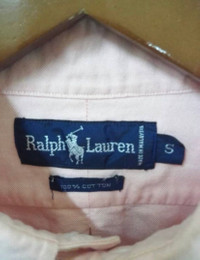 Ralph Lauren
S
100% COTTON